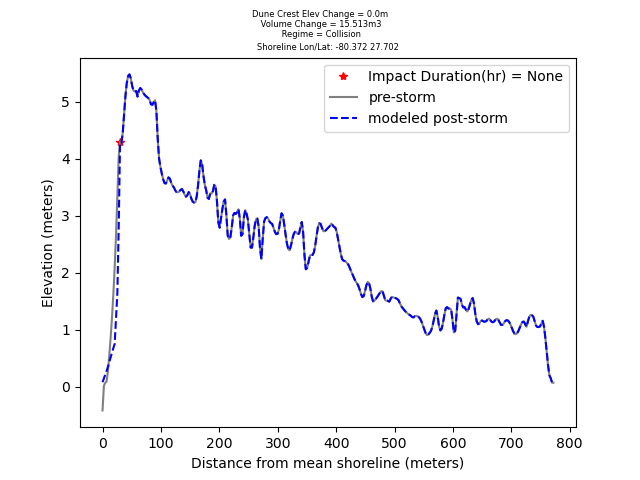 Dune Crest Elev Change = 0.0m
Volume Change = 15.513m3
Regime = Collision
Shoreline Lon/Lat: -80.372 27.702
Impact Duration(hr) = None
pre-storm
modeled post-storm
Elevation (meters)
5
4
3
2
1
0
0 100 200 300 400 500 600 700 800
Distance from mean shoreline (meters)